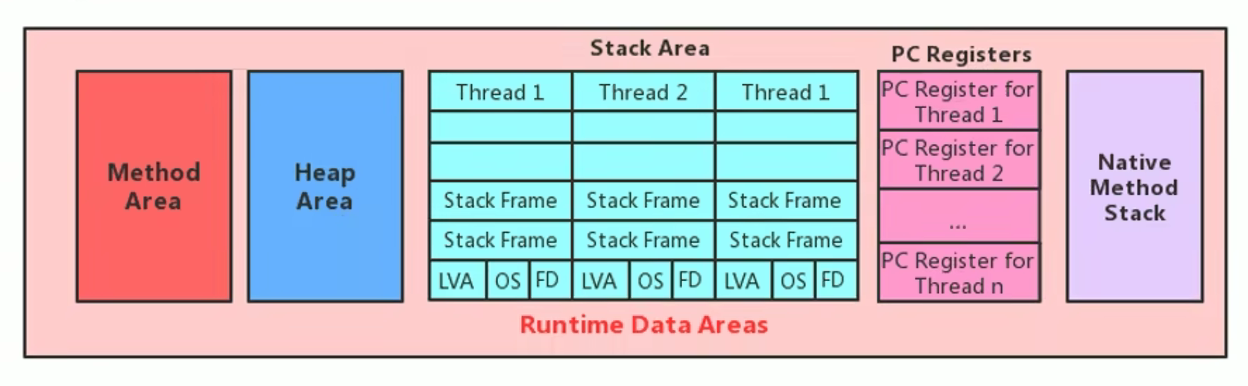 Stack Area
PC Registers
Method
Area
Heap
Area
Thread 1
Thread 2
Thread 1
Stack Frame
Stack Frame
Stack Frame
Stack Frame
Stack Frame
Stack Frame
LVA
OS
FD
LVA
OS
FD
LVA
OS
FD
PC Register for
Thread 1
PC Register for
Thread 2
...
PC Register for
Thread n
Native
Method
Stack
Runtime Data Areas